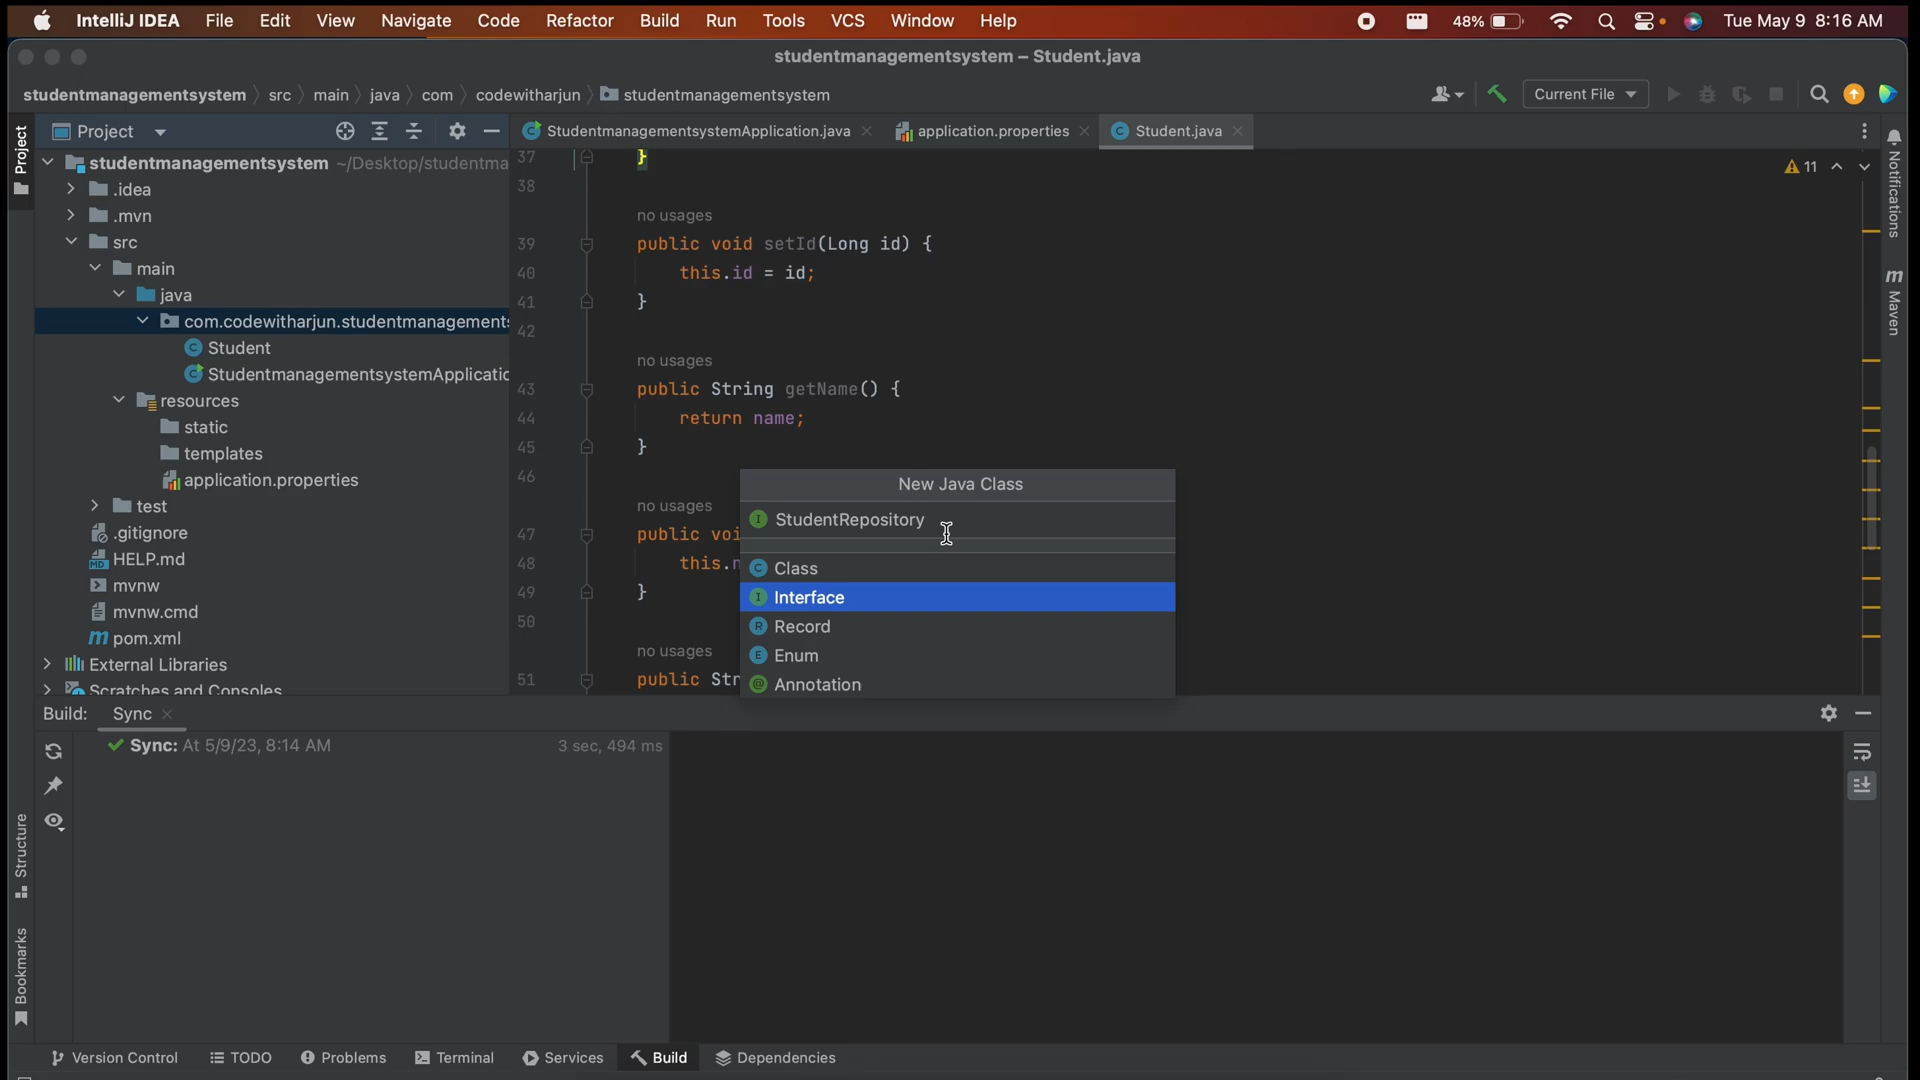 IntelliJ IDEA File Edit View Navigate Code Refactor Build Run Tools VCS Window Help 48% Tue May 9 8:16 AM
studentmanagementsystem – Student.java
studentmanagementsystem src main java com codewitharjun studentmanagementsystem Current File
Project
Project
StudentmanagementsystemApplication.java application.properties Student.java
studentmanagementsystem ~/Desktop/studentma
.idea
.mvn
src
main
java
com.codewitharjun.studentmanagements
Student
StudentmanagementsystemApplicatio
resources
static
templates
application.properties
test
.gitignore
HELP.md
mvnw
mvnw.cmd
pom.xml
External Libraries
Scratches and Consoles
11
37 }
38
no usages
39 public void setId(Long id) {
40 this.id = id;
41 }
42
no usages
43 public String getName() {
44 return name;
45 }
46
no usages
47 public voi
48 this.n
49 }
50
no usages
51 public Str
New Java Class
StudentRepository
Class
Interface
Record
Enum
Annotation
Notifications
Maven
Build: Sync
Sync: At 5/9/23, 8:14 AM 3 sec, 494 ms
Structure
Bookmarks
Version Control TODO Problems Terminal Services Build Dependencies